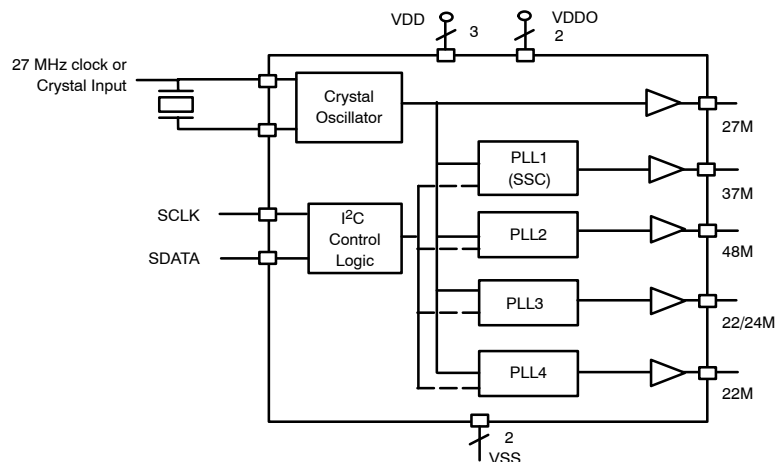 VDD
3
VDDO
2
27 MHz clock or
Crystal Input
Crystal
Oscillator
27M
PLL1
(SSC)
37M
SCLK
SDATA
I²C
Control
Logic
PLL2
48M
PLL3
22/24M
PLL4
22M
2
VSS